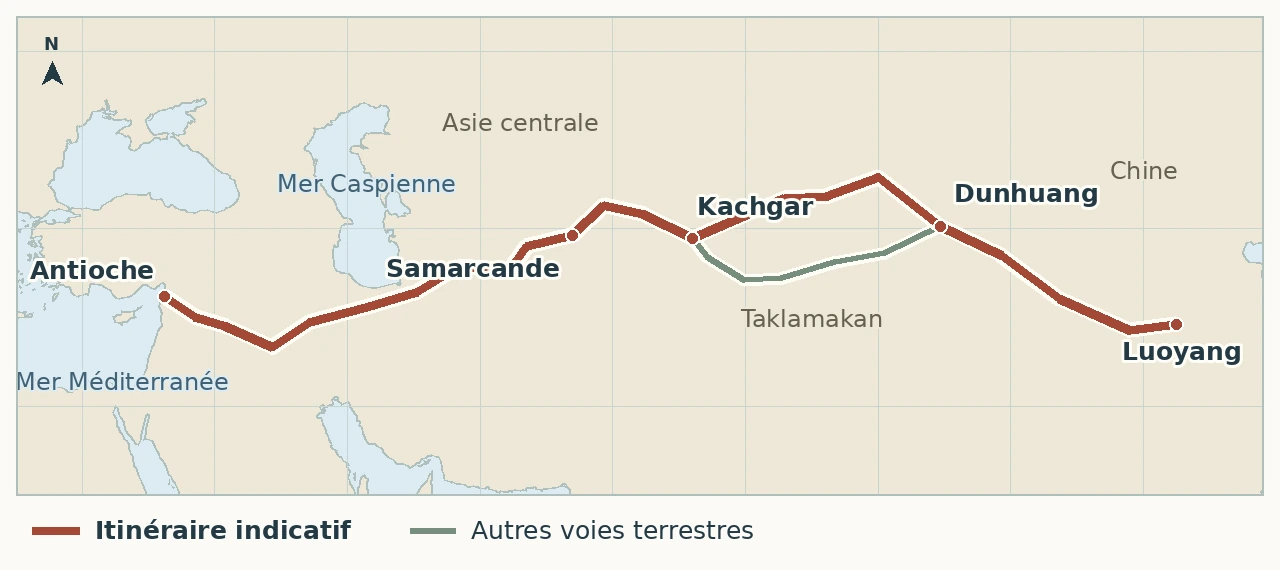 N
Asie centrale
Chine
Mer Caspienne
Dunhuang
Kachgar
Antioche
Samarcande
Taklamakan
Luoyang
Mer Méditerranée
Itinéraire indicatif
Autres voies terrestres